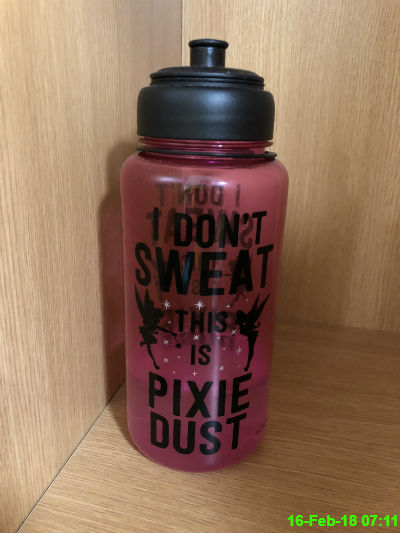 I DON'T
SWEAT
THIS
IS
PIXIE
DUST
16-Feb-18 07:11